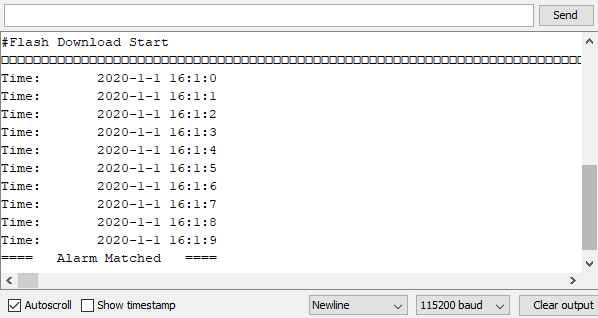 Send
#Flash Download Start
Time: 2020-1-1 16:1:0
Time: 2020-1-1 16:1:1
Time: 2020-1-1 16:1:2
Time: 2020-1-1 16:1:3
Time: 2020-1-1 16:1:4
Time: 2020-1-1 16:1:5
Time: 2020-1-1 16:1:6
Time: 2020-1-1 16:1:7
Time: 2020-1-1 16:1:8
Time: 2020-1-1 16:1:9
==== Alarm Matched ====
Autoscroll Show timestamp Newline 115200 baud Clear output